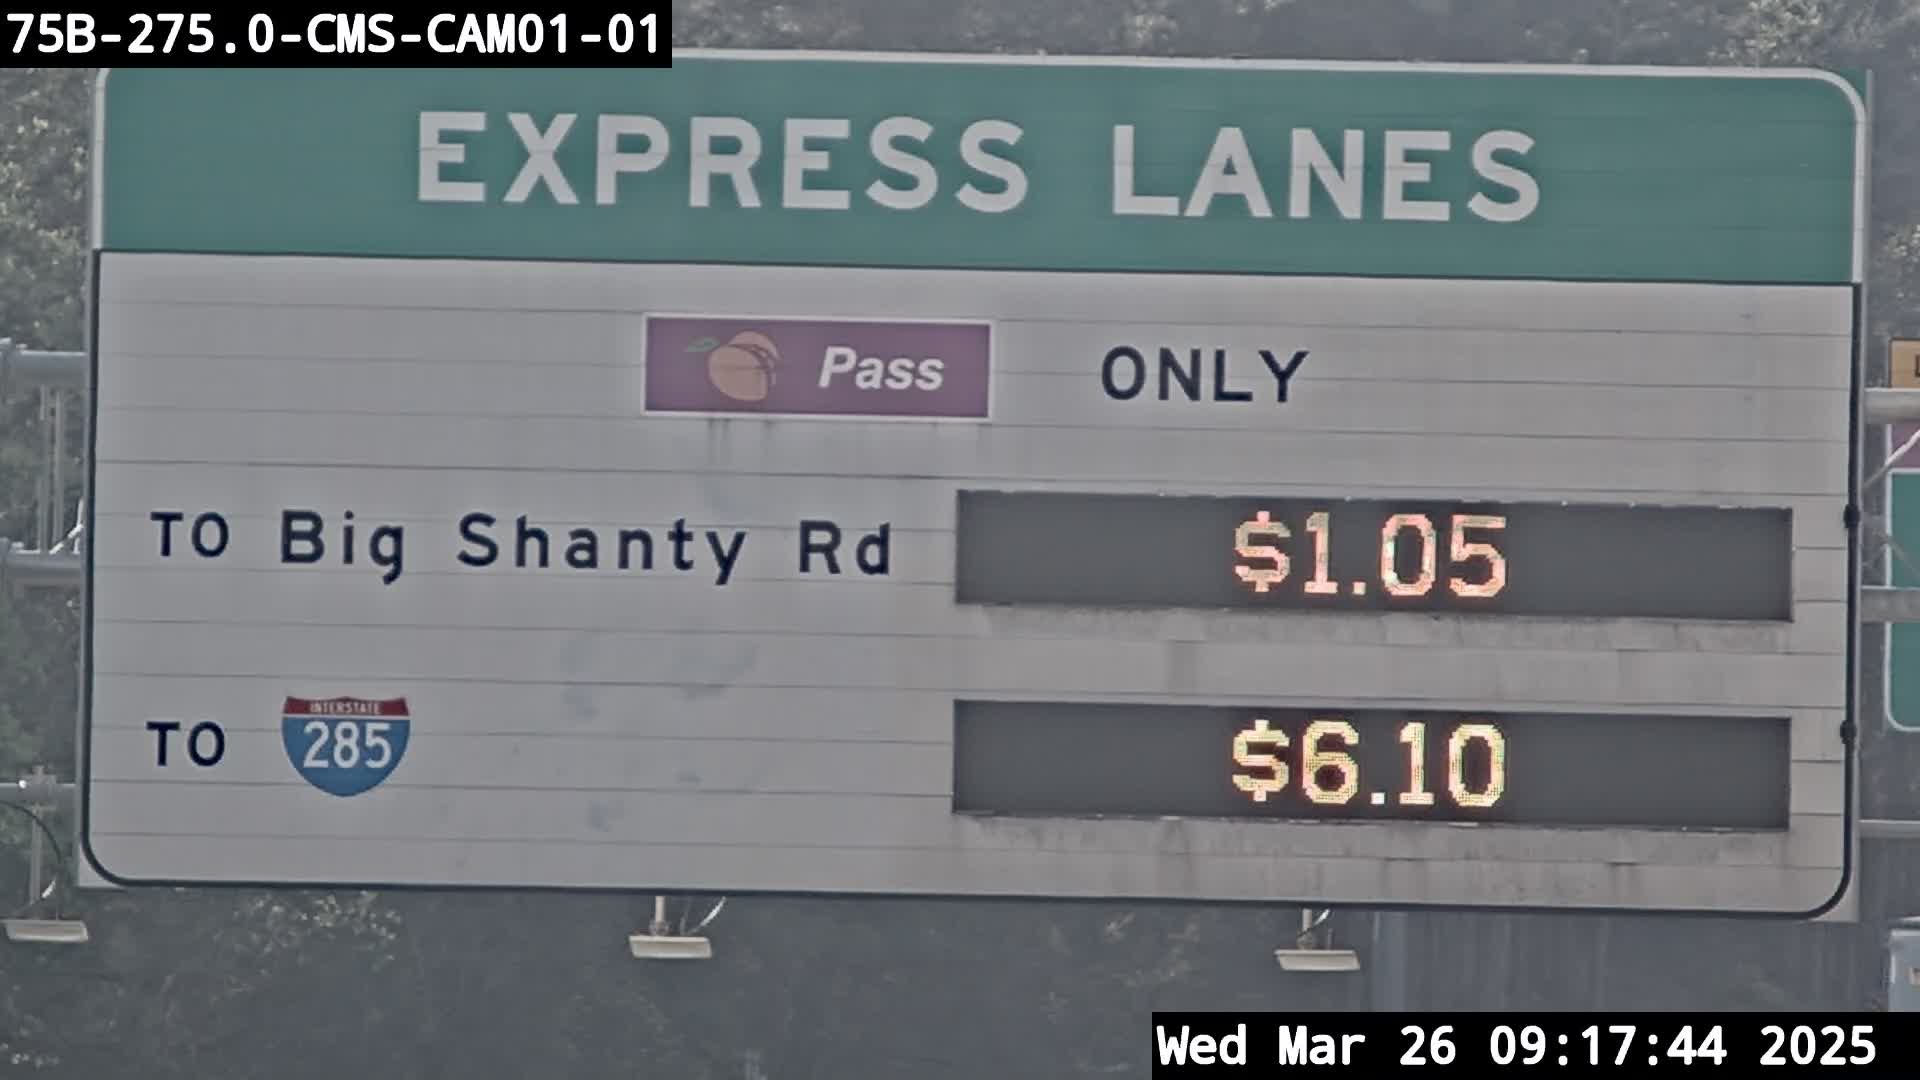 75B-275.0-CMS-CAM01-01
EXPRESS LANES
Pass ONLY
TO Big Shanty Rd $1.05
INTERSTATE
TO 285 $6.10
Wed Mar 26 09:17:44 2025